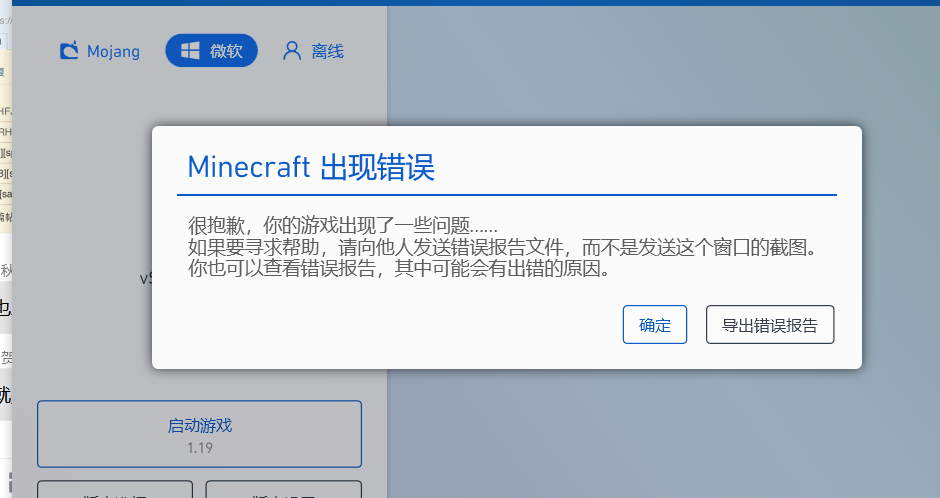 Mojang
微软
离线
Minecraft 出现错误
很抱歉，你的游戏出现了一些问题……
如果要寻求帮助，请向他人发送错误报告文件，而不是发送这个窗口的截图。
你也可以查看错误报告，其中可能会有出错的原因。
确定
导出错误报告
启动游戏
1.19